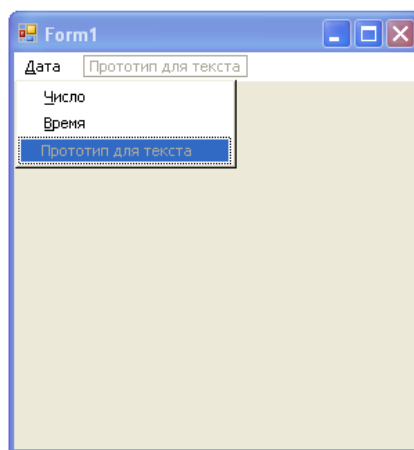 Form1
Дата Прототип для текста
Число
Время
Прототип для текста